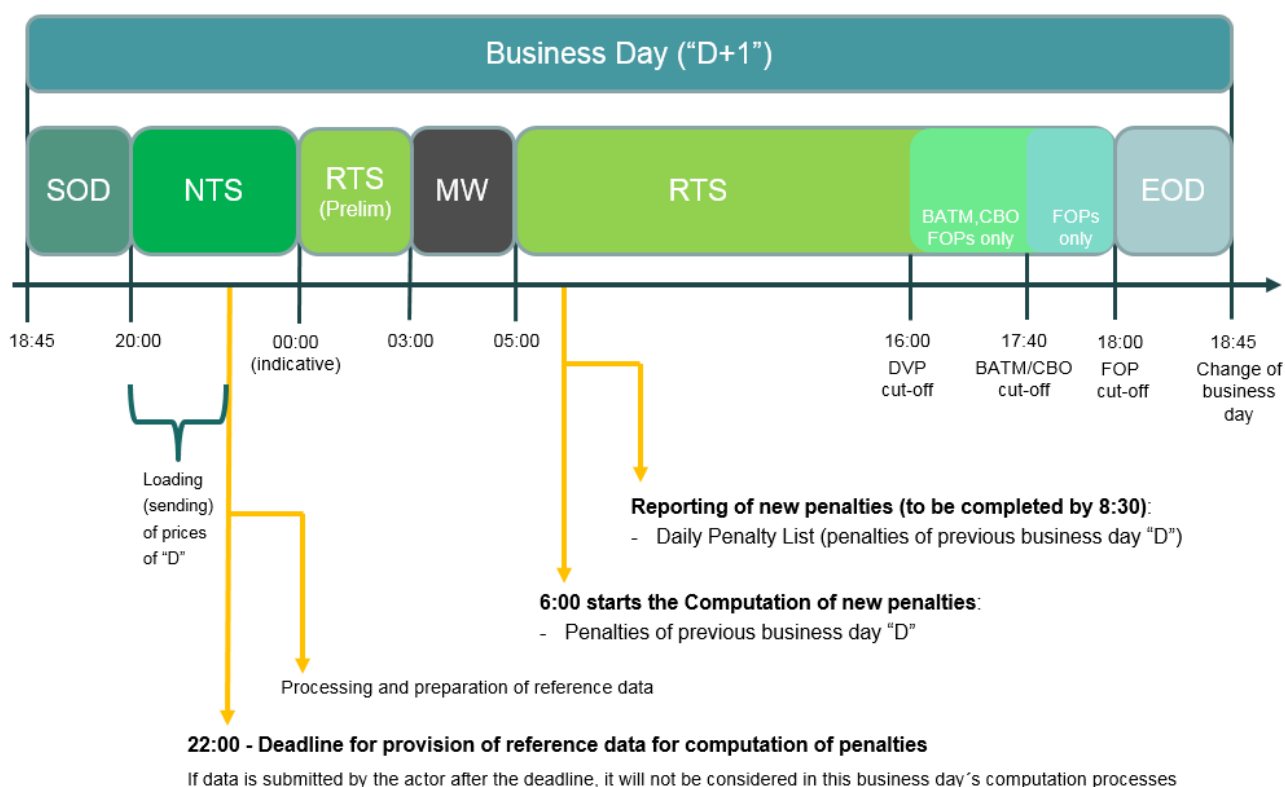 Business Day (“D+1”)
SOD
NTS
RTS
(Prelim)
MW
RTS
BATM,CBO
FOPs only
FOPs
only
EOD
18:45
20:00
00:00
(indicative)
03:00
05:00
16:00
DVP
cut-off
17:40
BATM/CBO
cut-off
18:00
FOP
cut-off
18:45
Change of
business
day
Loading
(sending)
of prices
of “D”
Reporting of new penalties (to be completed by 8:30):
- Daily Penalty List (penalties of previous business day “D”)
6:00 starts the Computation of new penalties:
- Penalties of previous business day “D”
Processing and preparation of reference data
22:00 - Deadline for provision of reference data for computation of penalties
If data is submitted by the actor after the deadline, it will not be considered in this business day´s computation processes